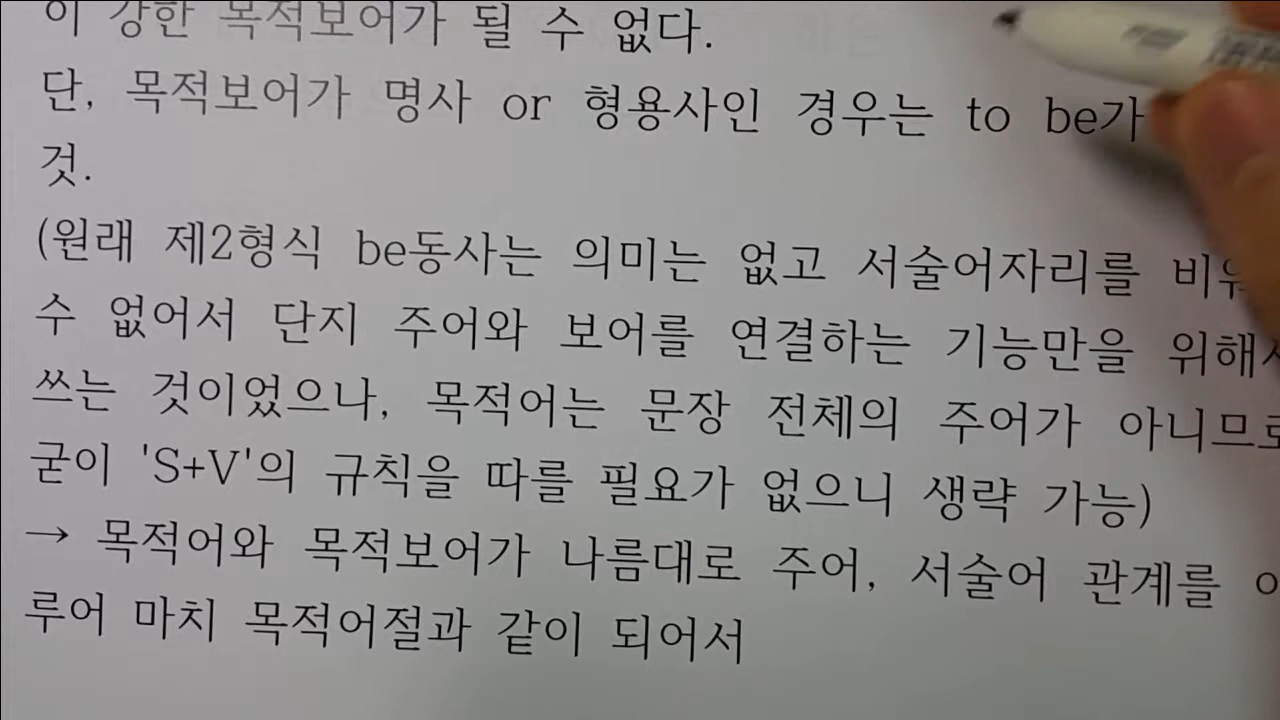 이 강한 목적보어가 될 수 없다.
단, 목적보어가 명사 or 형용사인 경우는 to be가
것.
(원래 제2형식 be동사는 의미는 없고 서술어자리를
수 없어서 단지 주어와 보어를 연결하는 기능만을 위해서
쓰는 것이었으나, 목적어는 문장 전체의 주어가 아니므로
굳이 'S+V'의 규칙을 따를 필요가 없으니 생략 가능)
→ 목적어와 목적보어가 나름대로 주어, 서술어 관계를
루어 마치 목적어절과 같이 되어서